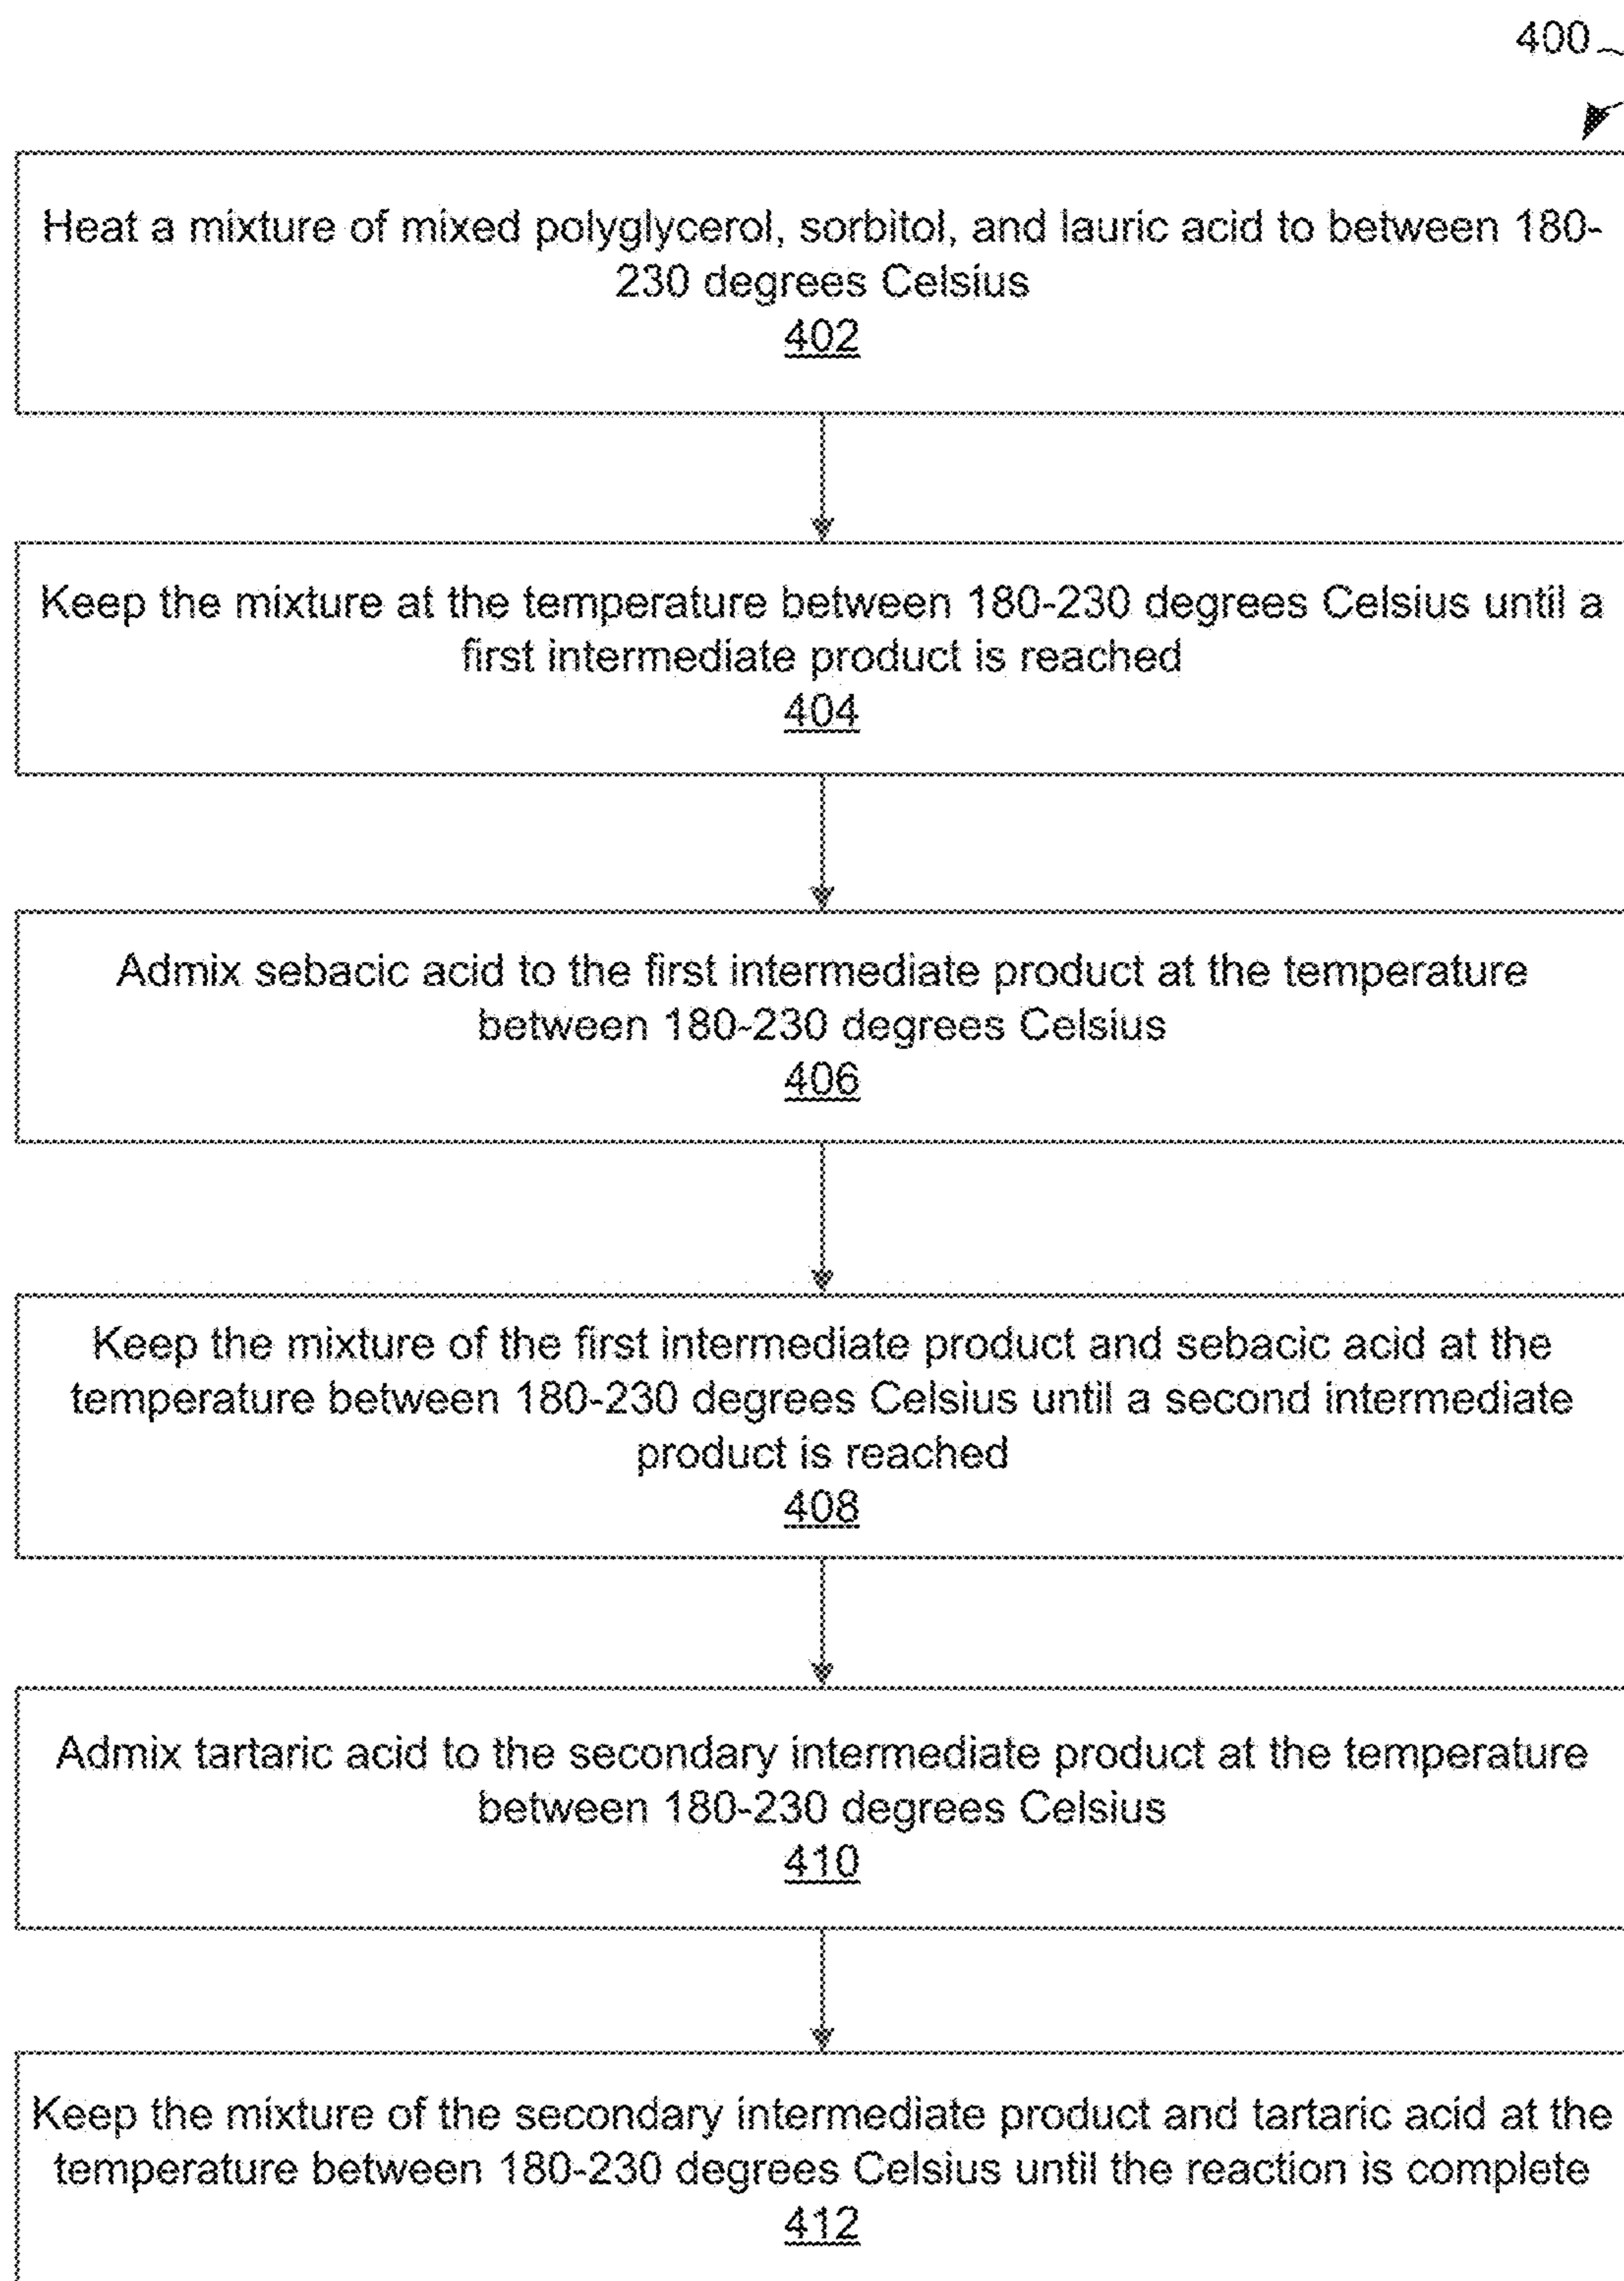 400
Heat a mixture of mixed polyglycerol, sorbitol, and lauric acid to between 180-
230 degrees Celsius
402
Keep the mixture at the temperature between 180-230 degrees Celsius until a
first intermediate product is reached
404
Admix sebacic acid to the first intermediate product at the temperature
between 180-230 degrees Celsius
406
Keep the mixture of the first intermediate product and sebacic acid at the
temperature between 180-230 degrees Celsius until a second intermediate
product is reached
408
Admix tartaric acid to the secondary intermediate product at the temperature
between 180-230 degrees Celsius
410
Keep the mixture of the secondary intermediate product and tartaric acid at the
temperature between 180-230 degrees Celsius until the reaction is complete
412